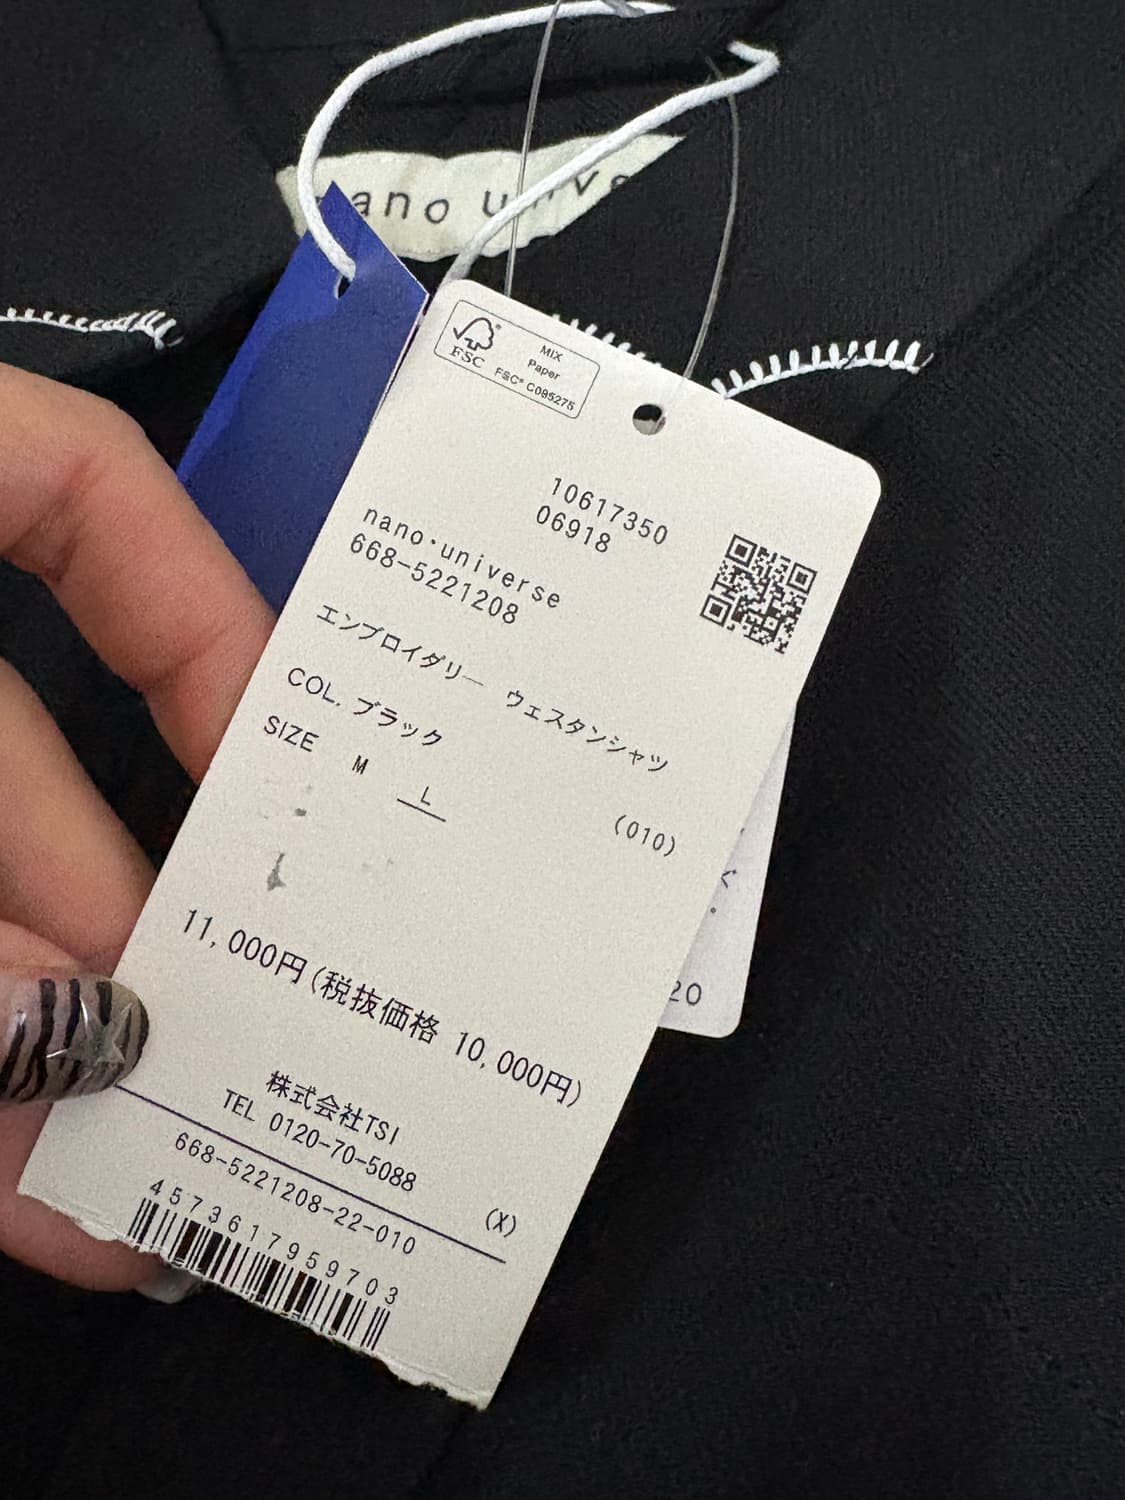 nano unive
FSC
MIX
Paper
FSC® C095275
10617350
06918
nano・universe
668-5221208
エンブロイダリー ウェスタンシャツ
COL. ブラック
SIZE M L
(010)
11,000円(税抜価格 10,000円)
株式会社TSI
TEL 0120-70-5088
668-5221208-22-010
(X)
4573617959703
20